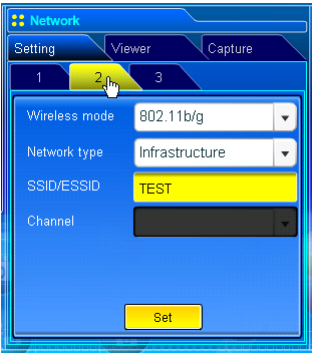 Network
Setting Viewer Capture
1 2 3
Wireless mode 802.11b/g
Network type Infrastructure
SSID/ESSID TEST
Channel
Set